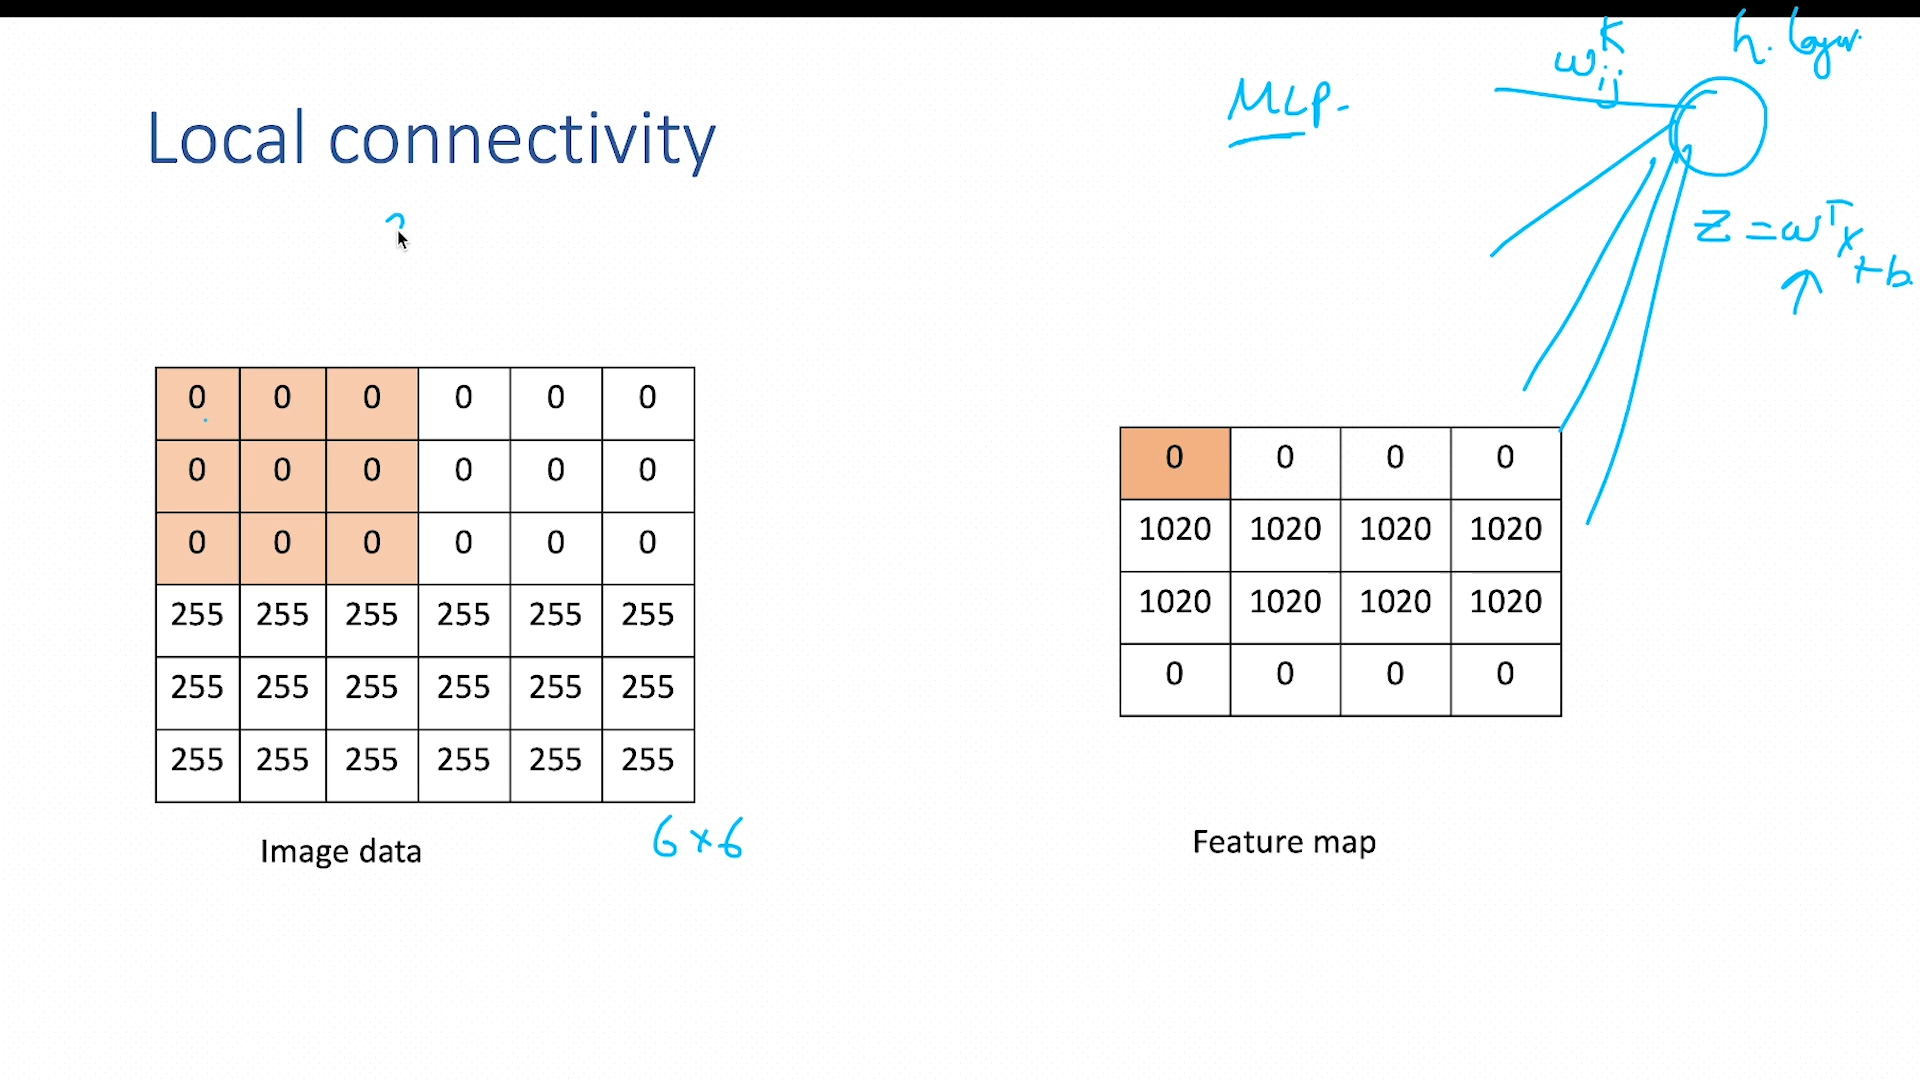 Local connectivity
MLP-
w^K_ij
h. layer.
Z = w^T x + b.
0 0 0 0 0 0
0 0 0 0 0 0
0 0 0 0 0 0
255 255 255 255 255 255
255 255 255 255 255 255
255 255 255 255 255 255
Image data
6×6
0 0 0 0
1020 1020 1020 1020
1020 1020 1020 1020
0 0 0 0
Feature map